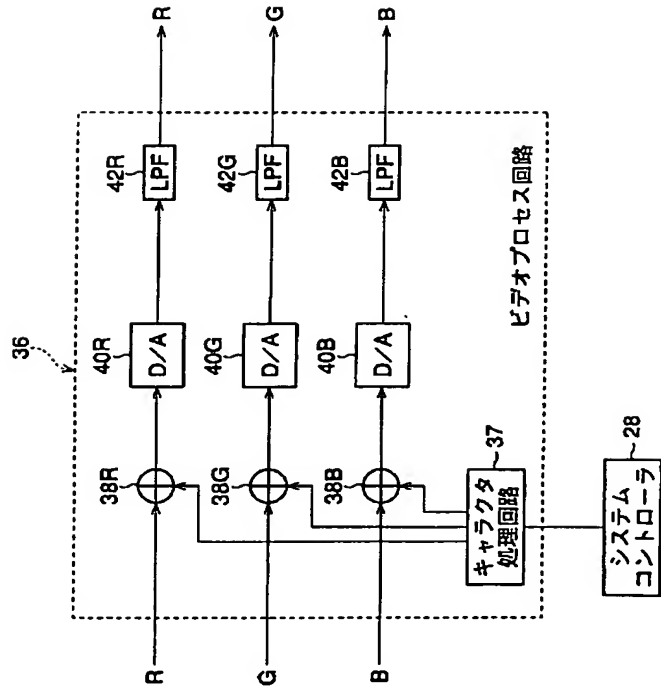 36
R
38R
40R
D/A
42R
LPF
R
G
38G
40G
D/A
42G
LPF
G
B
38B
40B
D/A
42B
LPF
B
37
キャラクタ
処理回路
ビデオプロセス回路
28
システム
コントローラ